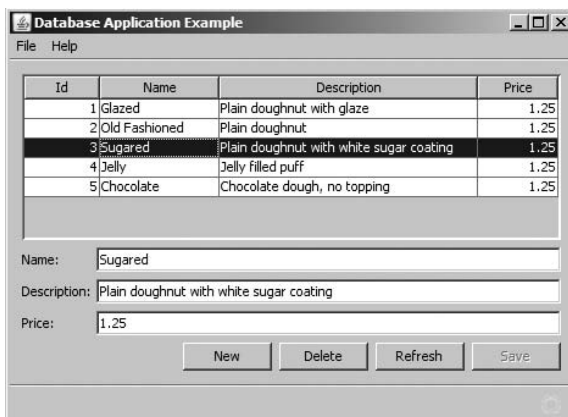 Database Application Example
File Help
Id Name Description Price
1 Glazed Plain doughnut with glaze 1.25
2 Old Fashioned Plain doughnut 1.25
3 Sugared Plain doughnut with white sugar coating 1.25
4 Jelly Jelly filled puff 1.25
5 Chocolate Chocolate dough, no topping 1.25
Name: Sugared
Description: Plain doughnut with white sugar coating
Price: 1.25
New Delete Refresh Save